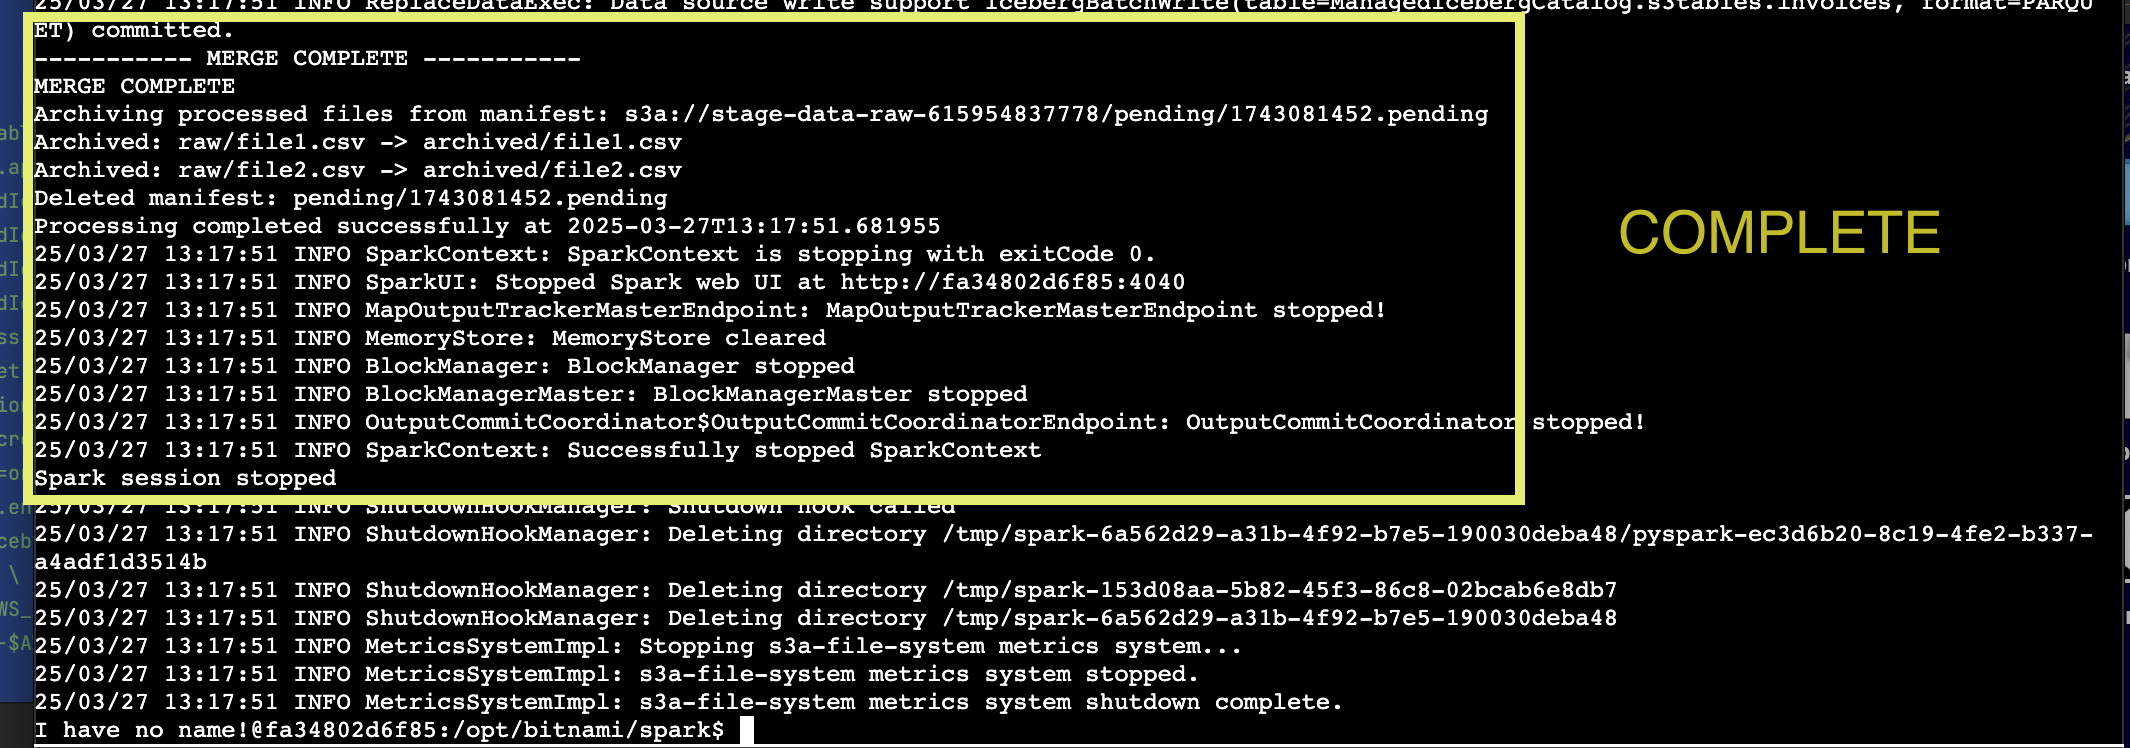 25/03/27 13:17:51 INFO ReplaceDataExec: Data source write support IcebergBatchWrite(table=ManagedIcebergCatalog.s3tables.invoices, format=PARQU
ET) committed.
----------- MERGE COMPLETE -----------
MERGE COMPLETE
Archiving processed files from manifest: s3a://stage-data-raw-615954837778/pending/1743081452.pending
Archived: raw/file1.csv -> archived/file1.csv
Archived: raw/file2.csv -> archived/file2.csv
Deleted manifest: pending/1743081452.pending
Processing completed successfully at 2025-03-27T13:17:51.681955
25/03/27 13:17:51 INFO SparkContext: SparkContext is stopping with exitCode 0.
25/03/27 13:17:51 INFO SparkUI: Stopped Spark web UI at http://fa34802d6f85:4040
25/03/27 13:17:51 INFO MapOutputTrackerMasterEndpoint: MapOutputTrackerMasterEndpoint stopped!
25/03/27 13:17:51 INFO MemoryStore: MemoryStore cleared
25/03/27 13:17:51 INFO BlockManager: BlockManager stopped
25/03/27 13:17:51 INFO BlockManagerMaster: BlockManagerMaster stopped
25/03/27 13:17:51 INFO OutputCommitCoordinator$OutputCommitCoordinatorEndpoint: OutputCommitCoordinator stopped!
25/03/27 13:17:51 INFO SparkContext: Successfully stopped SparkContext
Spark session stopped
25/03/27 13:17:51 INFO ShutdownHookManager: Shutdown hook called
25/03/27 13:17:51 INFO ShutdownHookManager: Deleting directory /tmp/spark-6a562d29-a31b-4f92-b7e5-190030deba48/pyspark-ec3d6b20-8c19-4fe2-b337-
a4adf1d3514b
25/03/27 13:17:51 INFO ShutdownHookManager: Deleting directory /tmp/spark-153d08aa-5b82-45f3-86c8-02bcab6e8db7
25/03/27 13:17:51 INFO ShutdownHookManager: Deleting directory /tmp/spark-6a562d29-a31b-4f92-b7e5-190030deba48
25/03/27 13:17:51 INFO MetricsSystemImpl: Stopping s3a-file-system metrics system...
25/03/27 13:17:51 INFO MetricsSystemImpl: s3a-file-system metrics system stopped.
25/03/27 13:17:51 INFO MetricsSystemImpl: s3a-file-system metrics system shutdown complete.
I have no name!@fa34802d6f85:/opt/bitnami/spark$
COMPLETE